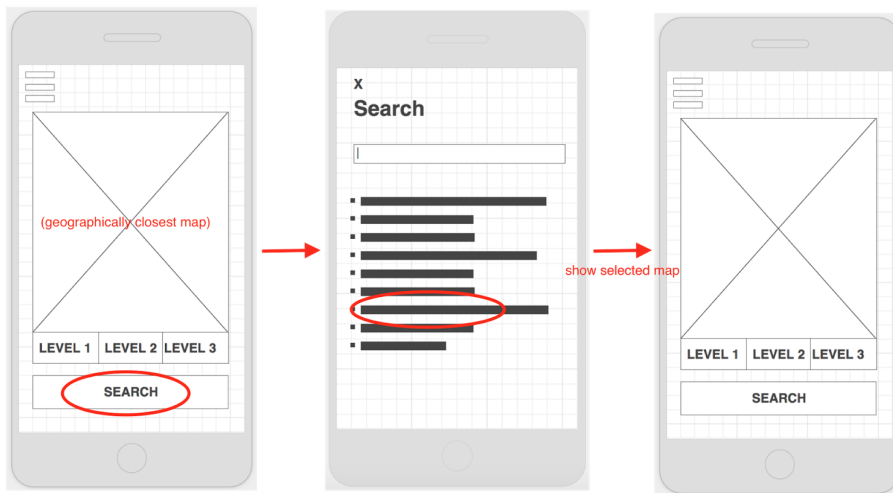 (geographically closest map)
LEVEL 1
LEVEL 2
LEVEL 3
SEARCH
X
Search
show selected map
LEVEL 1
LEVEL 2
LEVEL 3
SEARCH